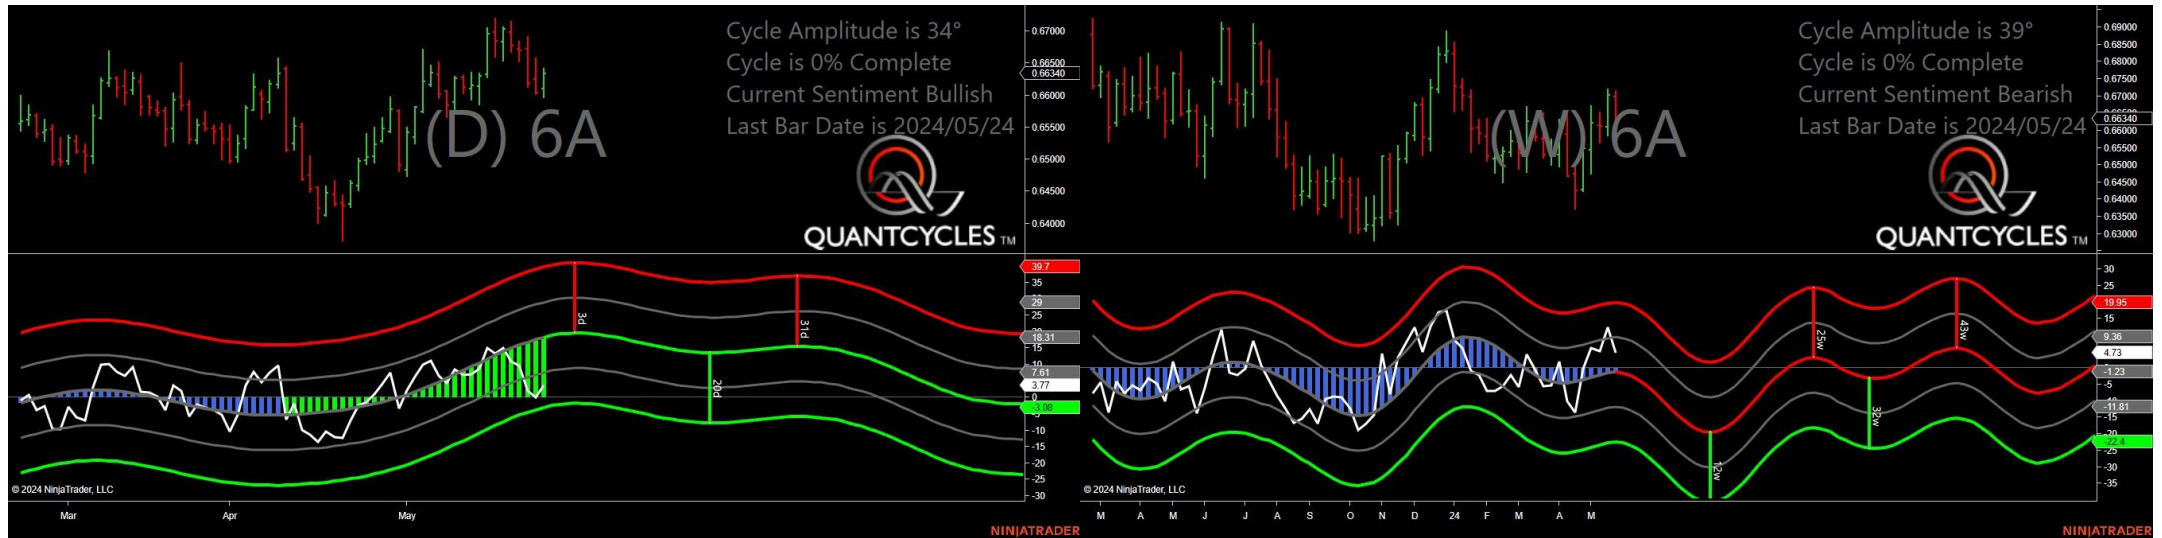 Cycle Amplitude is 34°
Cycle is 0% Complete
Current Sentiment Bullish
Last Bar Date is 2024/05/24
(D) 6A
QUANTCYCLES TM
0.67000
0.66500
0.66340
0.66000
0.65500
0.65000
0.64500
0.64000
39.7
35
29
25
18.31
15
10
7.61
3.77
0
-3.08
-10
-15
-20
-25
-30
3d
20d
31d
© 2024 NinjaTrader, LLC
Mar
Apr
May
NINJATRADER
Cycle Amplitude is 39°
Cycle is 0% Complete
Current Sentiment Bearish
Last Bar Date is 2024/05/24
(W) 6A
QUANTCYCLES TM
0.69000
0.68500
0.68000
0.67500
0.67000
0.66340
0.66000
0.65500
0.65000
0.64500
0.64000
0.63500
0.63000
30
25
19.95
15
9.36
4.73
-1.23
-5
-11.81
-15
-22.4
-25
-30
-35
12w
25w
32w
43w
© 2024 NinjaTrader, LLC
M
A
M
J
J
A
S
O
N
D
24
F
M
A
M
NINJATRADER